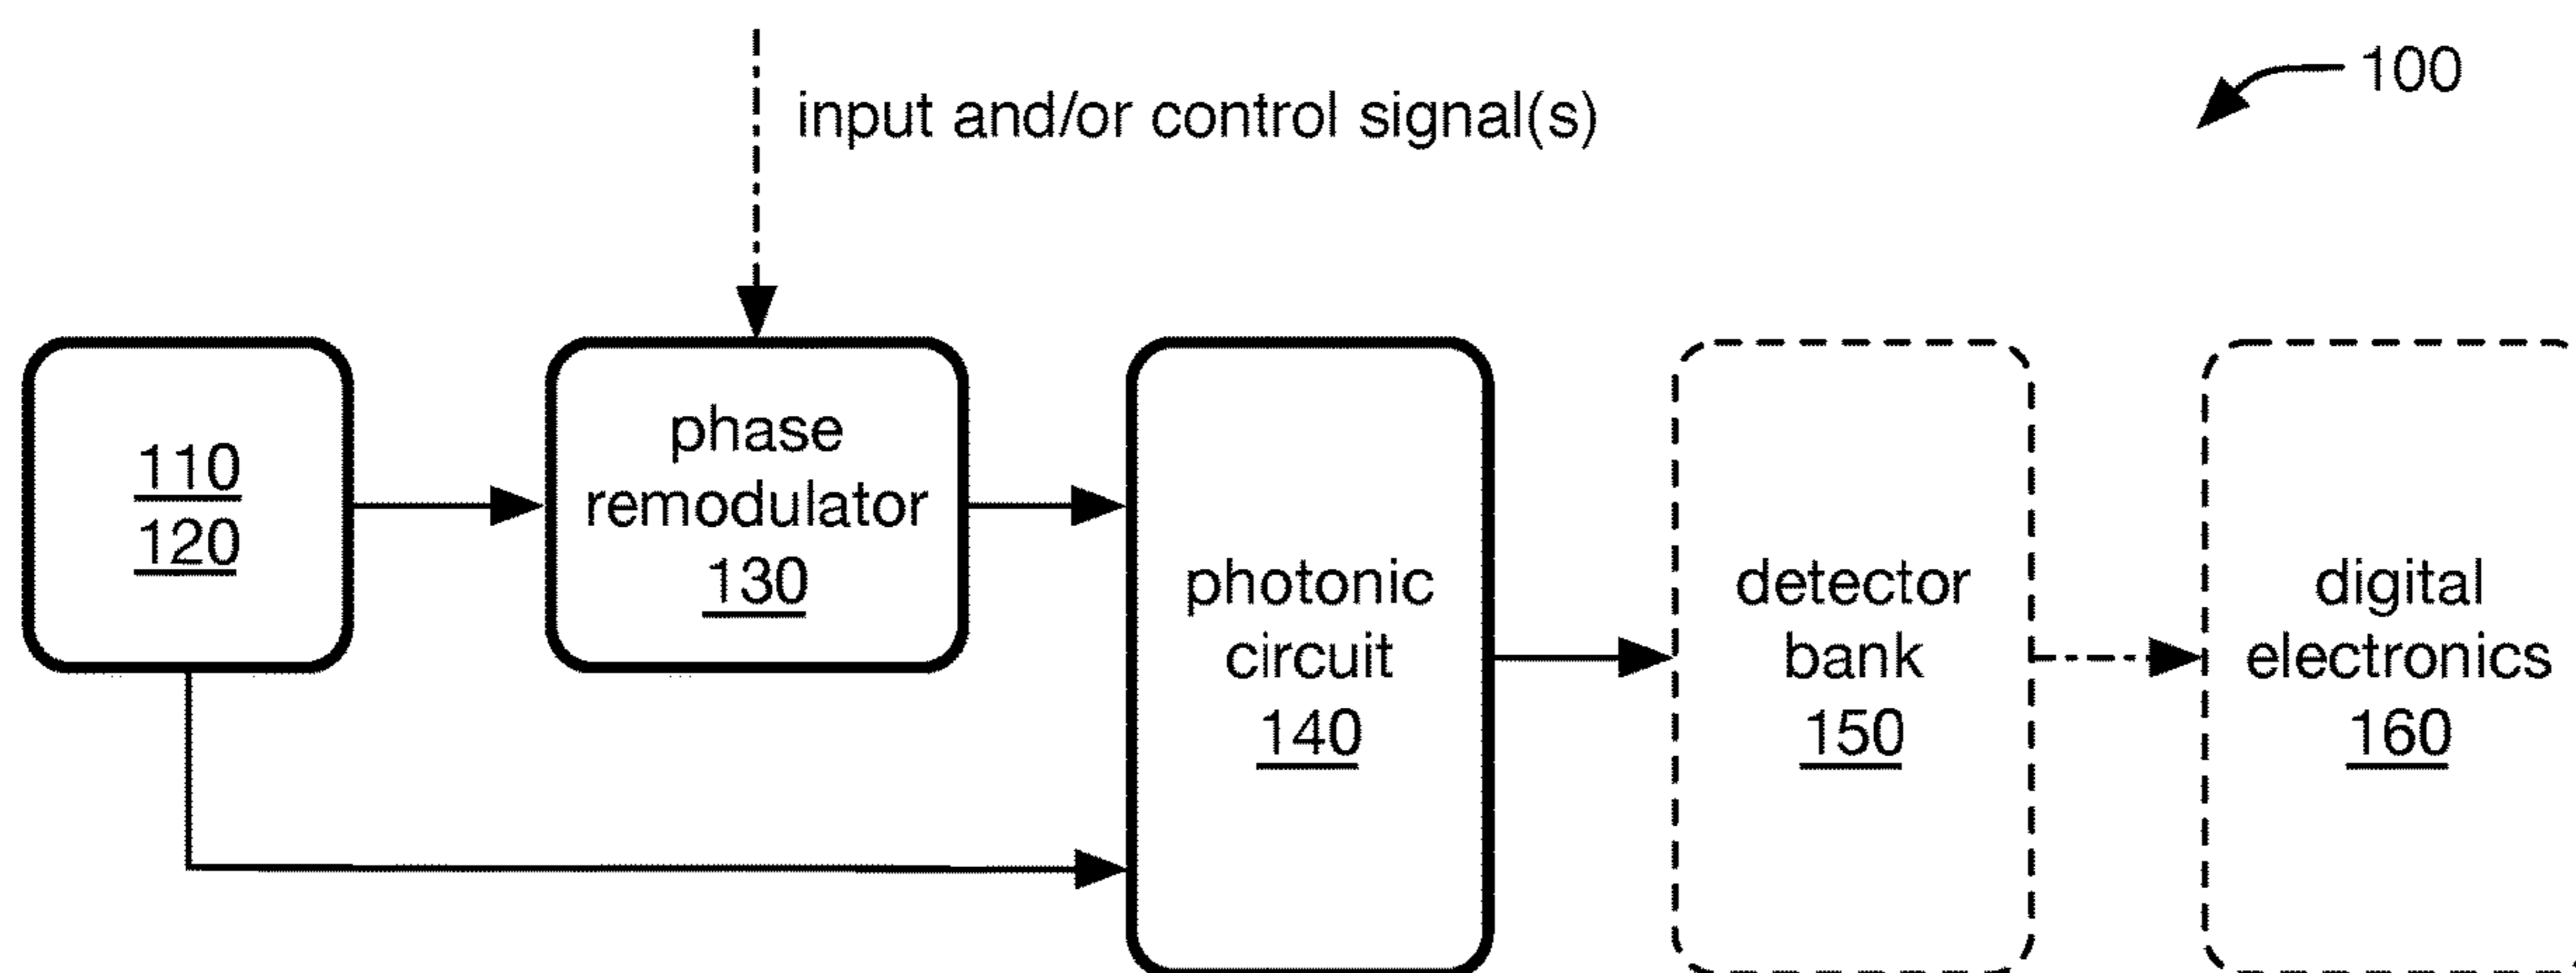 100
input and/or control signal(s)
110
120
phase
remodulator
130
photonic
circuit
140
detector
bank
150
digital
electronics
160